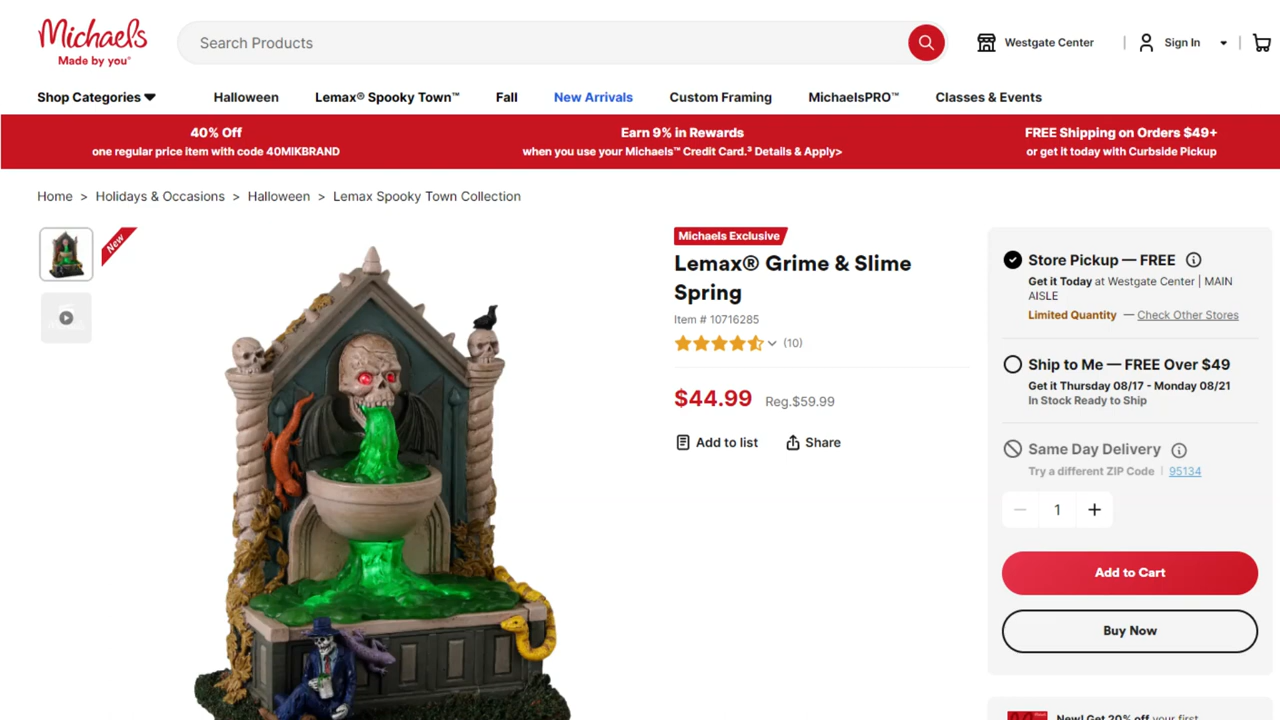 Michaels
Made by you®
Search Products
Westgate Center
Sign In
Shop Categories
Halloween
Lemax® Spooky Town™
Fall
New Arrivals
Custom Framing
MichaelsPRO™
Classes & Events
40% Off
one regular price item with code 40MIKBRAND
Earn 9% in Rewards
when you use your Michaels™ Credit Card.³ Details & Apply>
FREE Shipping on Orders $49+
or get it today with Curbside Pickup
Home > Holidays & Occasions > Halloween > Lemax Spooky Town Collection
New
Michaels Exclusive
Lemax® Grime & Slime
Spring
Item # 10716285
(10)
$44.99 Reg.$59.99
Add to list
Share
Store Pickup — FREE
Get it Today at Westgate Center | MAIN
AISLE
Limited Quantity — Check Other Stores
Ship to Me — FREE Over $49
Get it Thursday 08/17 - Monday 08/21
In Stock Ready to Ship
Same Day Delivery
Try a different ZIP Code | 95134
1
Add to Cart
Buy Now
New! Get 20% off your first